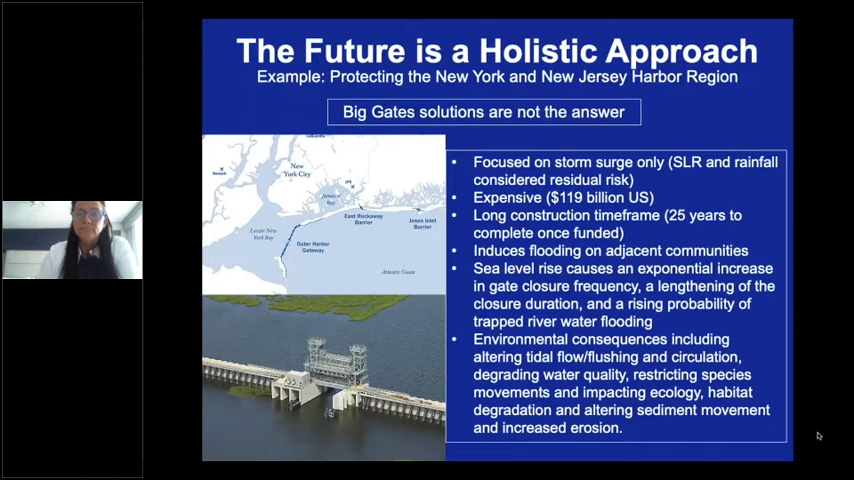 The Future is a Holistic Approach
Example: Protecting the New York and New Jersey Harbor Region
Big Gates solutions are not the answer
LaGuardia
New York City
Newark
JFK
Jamaica Bay
East Rockaway Barrier
Jones Inlet Barrier
Lower New York Bay
Outer Harbor Gateway
Atlantic Ocean
• Focused on storm surge only (SLR and rainfall
considered residual risk)
• Expensive ($119 billion US)
• Long construction timeframe (25 years to
complete once funded)
• Induces flooding on adjacent communities
• Sea level rise causes an exponential increase
in gate closure frequency, a lengthening of the
closure duration, and a rising probability of
trapped river water flooding
• Environmental consequences including
altering tidal flow/flushing and circulation,
degrading water quality, restricting species
movements and impacting ecology, habitat
degradation and altering sediment movement
and increased erosion.